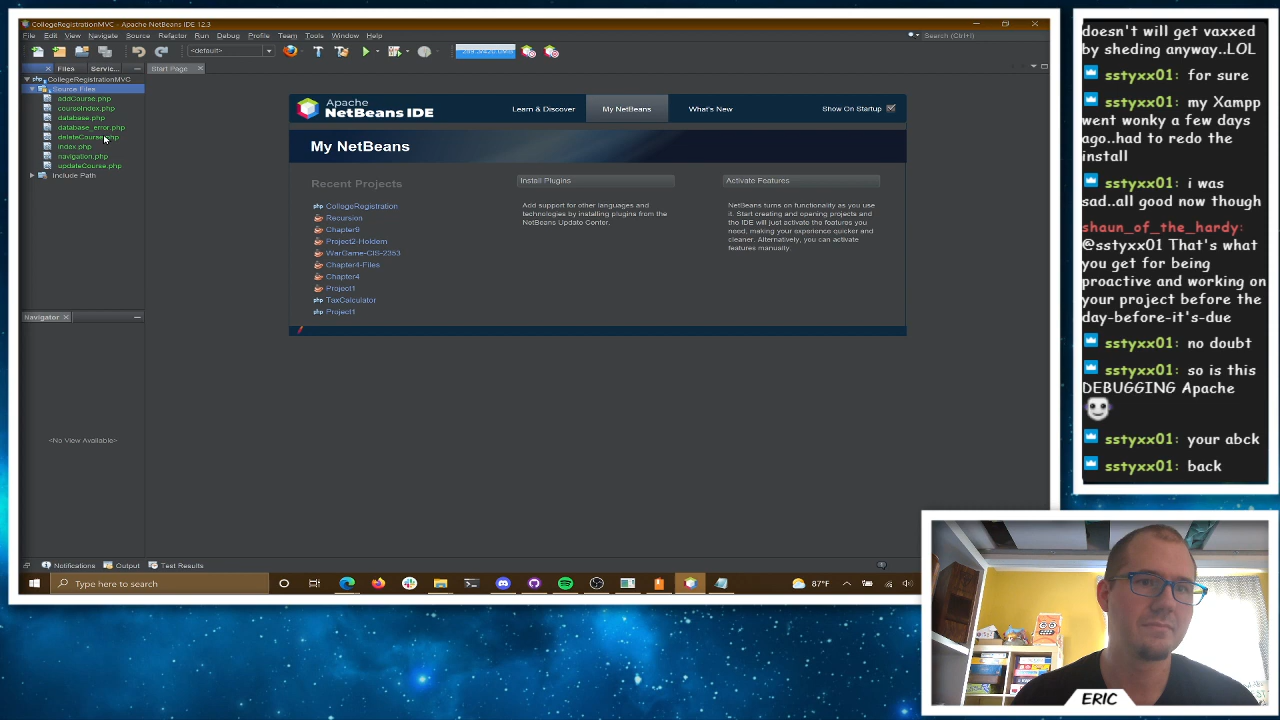 CollegeRegistrationMVC - Apache NetBeans IDE 12.3
File Edit View Navigate Source Refactor Run Debug Profile Team Tools Window Help
Search (Ctrl+I)
<default>
Files Servic... Start Page
CollegeRegistrationMVC
Source Files
addCourse.php
courseIndex.php
database.php
database_error.php
deleteCourse.php
index.php
navigation.php
updateCourse.php
Include Path
Navigator
<No View Available>
Apache
NetBeans IDE
Learn & Discover My NetBeans What's New Show On Startup
My NetBeans
Recent Projects
CollegeRegistration
Recursion
Chapter9
Project2-Holdem
WarGame-CIS-2353
Chapter4-Files
Chapter4
Project1
php TaxCalculator
php Project1
Install Plugins
Add support for other languages and
technologies by installing plugins from the
NetBeans Update Center.
Activate Features
NetBeans turns on functionality as you use
it. Start creating and opening projects and
the IDE will just activate the features you
need, making your experience quicker and
cleaner. Alternatively, you can activate
features manually.
Notifications Output Test Results
Type here to search
87°F
doesn't will get vaxxed
by sheding anyway..LOL
sstyxx01: for sure
sstyxx01: my Xampp
went wonky a few days
ago..had to redo the
install
sstyxx01: i was
sad..all good now though
shaun_of_the_hardy:
@sstyxx01 That's what
you get for being
proactive and working on
your project before the
day-before-it's-due
sstyxx01: no doubt
sstyxx01: so is this
DEBUGGING Apache
sstyxx01: your abck
sstyxx01: back
ERIC